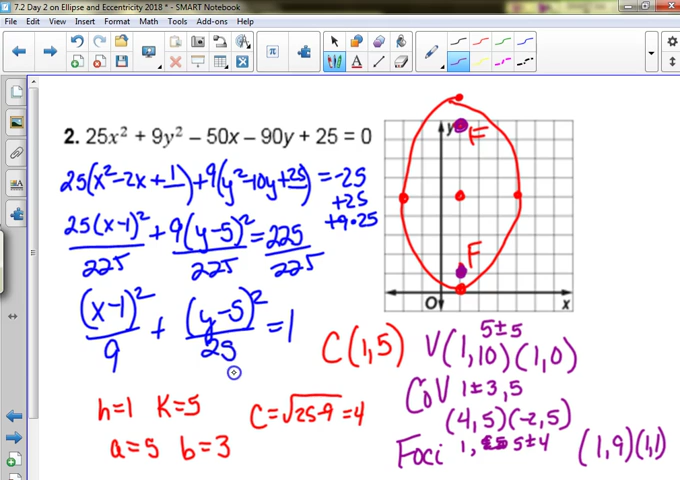 7.2 Day 2 on Ellipse and Eccentricity 2018 * - SMART Notebook
File Edit View Insert Format Tools Add-ons Help
2. 25x² + 9y² − 50x − 90y + 25 = 0
25(x²-2x+1)+9(y²-10y+25)=-25
+25
+9•25
25(x-1)²/225 + 9(y-5)²/225 = 225/225
(x-1)²/9 + (y-5)²/25 = 1
y
F
F
O
x
C(1,5)
5±5
V(1,10)(1,0)
CoV 1±3,5
(4,5)(-2,5)
Foci 1, 5±4 (1,9)(1,1)
h=1 K=5
C=√25-9=4
a=5 b=3